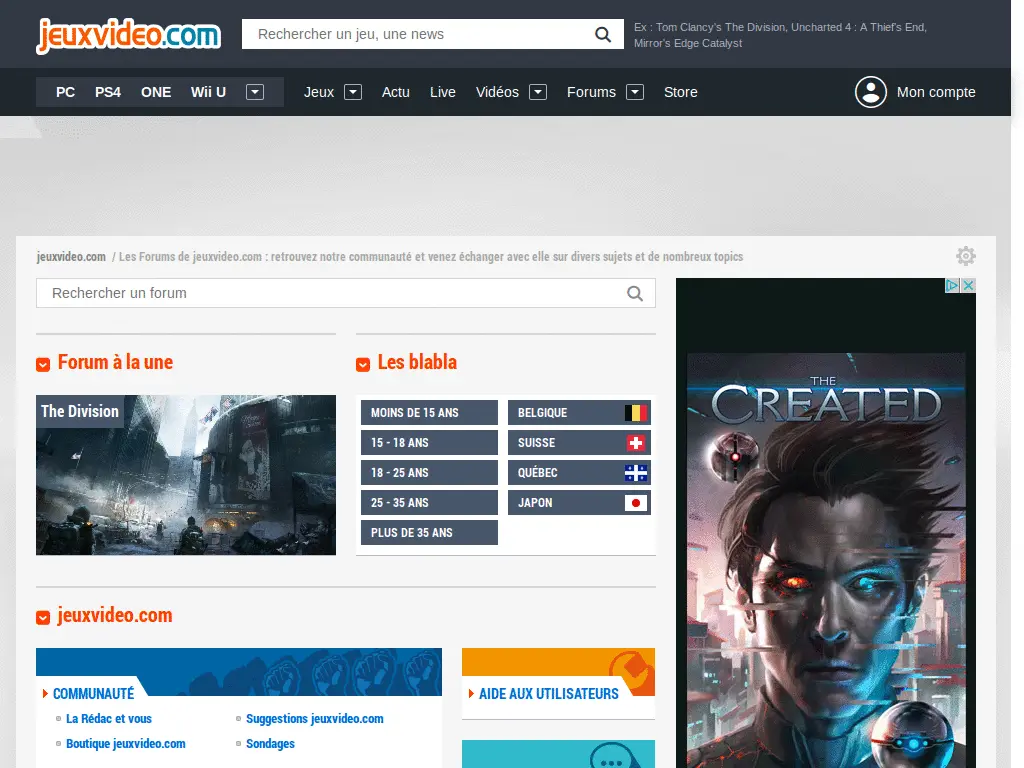 jeuxvideo.com
Rechercher un jeu, une news
Ex : Tom Clancy's The Division, Uncharted 4 : A Thief's End,
Mirror's Edge Catalyst
PC PS4 ONE Wii U Jeux Actu Live Vidéos Forums Store Mon compte
jeuxvideo.com / Les Forums de jeuxvideo.com : retrouvez notre communauté et venez échanger avec elle sur divers sujets et de nombreux topics
Rechercher un forum
Forum à la une
The Division
Les blabla
MOINS DE 15 ANS
15 - 18 ANS
18 - 25 ANS
25 - 35 ANS
PLUS DE 35 ANS
BELGIQUE
SUISSE
QUÉBEC
JAPON
THE
CREATED
jeuxvideo.com
COMMUNAUTÉ
La Rédac et vous
Suggestions jeuxvideo.com
Boutique jeuxvideo.com
Sondages
AIDE AUX UTILISATEURS